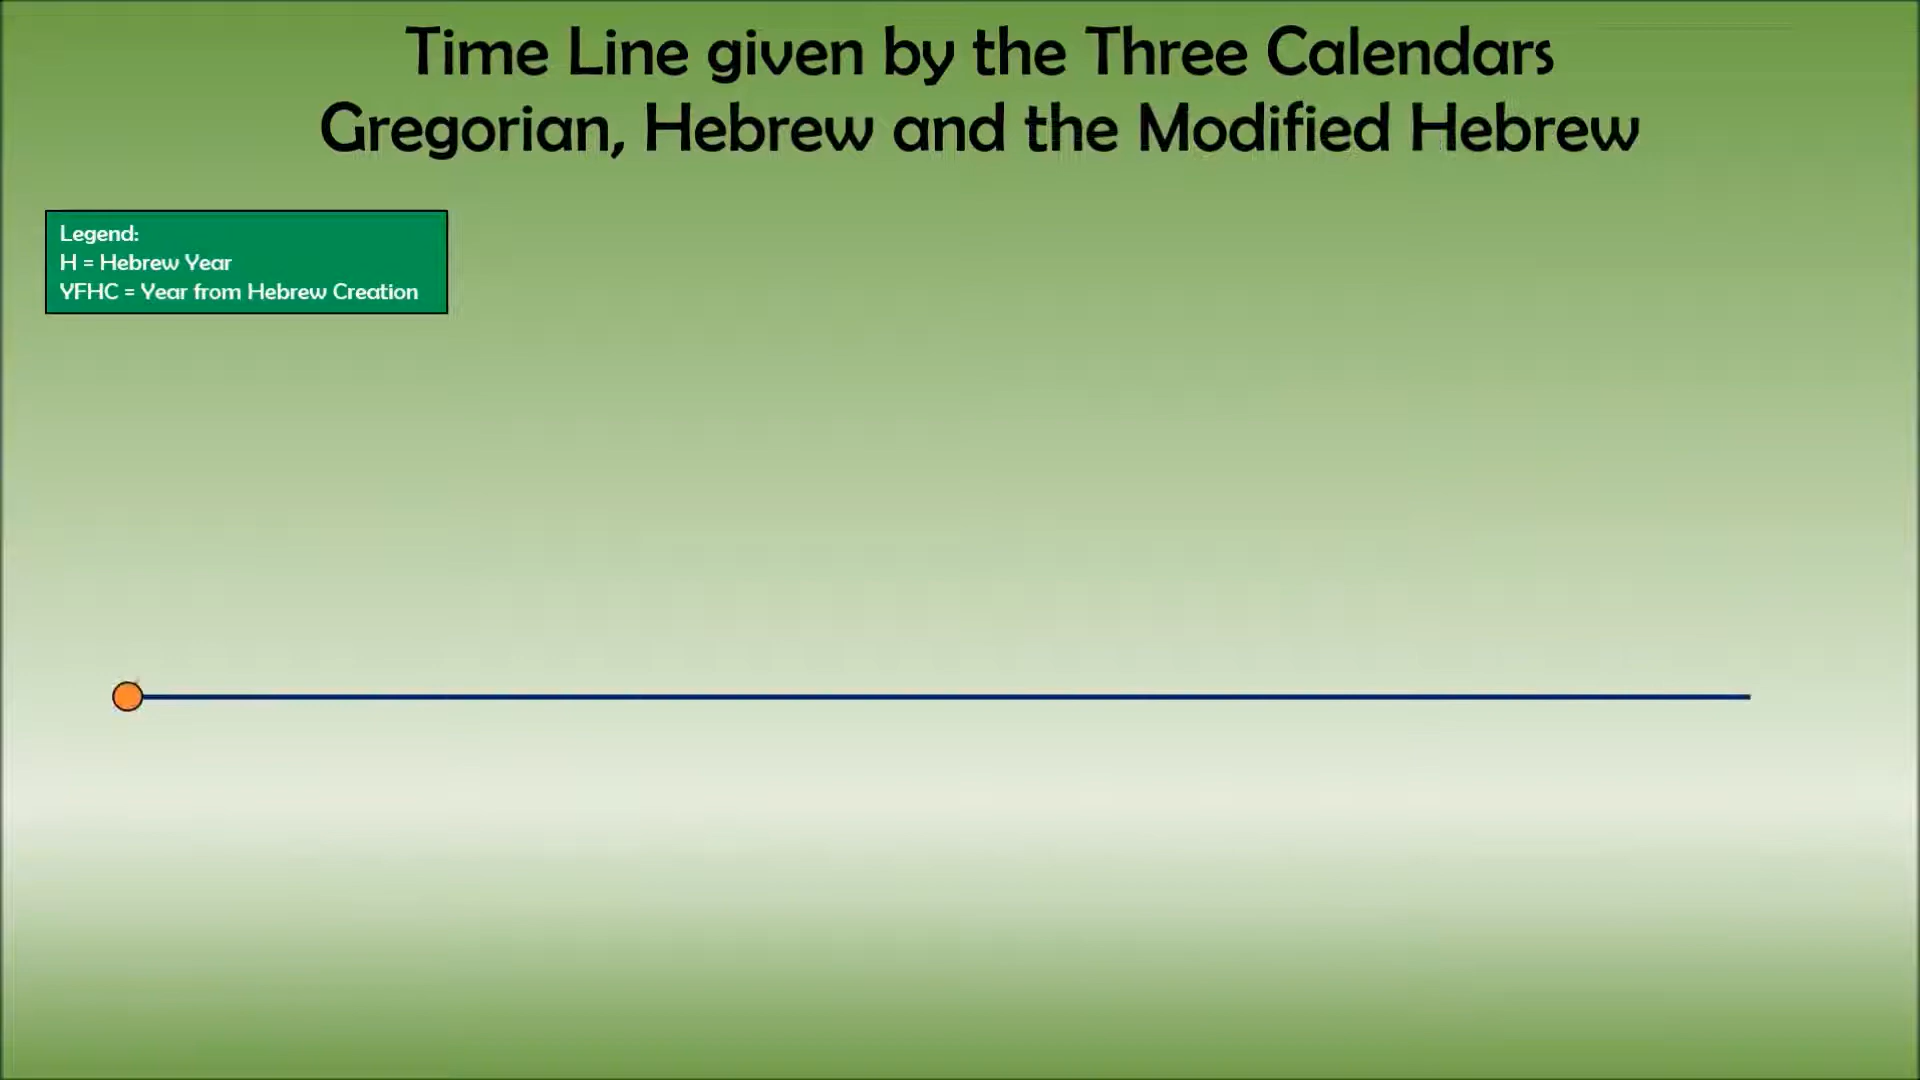 Time Line given by the Three Calendars
Gregorian, Hebrew and the Modified Hebrew
Legend:
H = Hebrew Year
YFHC = Year from Hebrew Creation